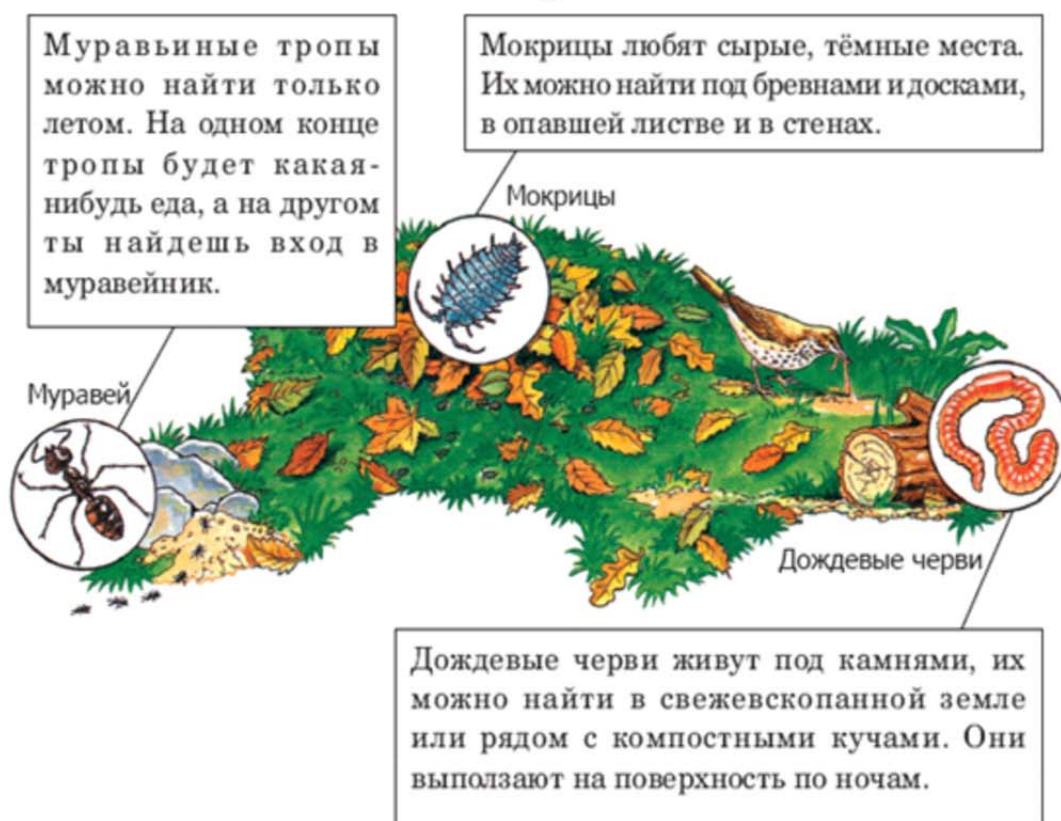 Муравьиные тропы
можно найти только
летом. На одном конце
тропы будет какая-
нибудь еда, а на другом
ты найдешь вход в
муравейник.
Мокрицы любят сырые, тёмные места.
Их можно найти под бревнами и досками,
в опавшей листве и в стенах.
Мокрицы
Муравей
Дождевые черви
Дождевые черви живут под камнями, их
можно найти в свежевскопанной земле
или рядом с компостными кучами. Они
выползают на поверхность по ночам.